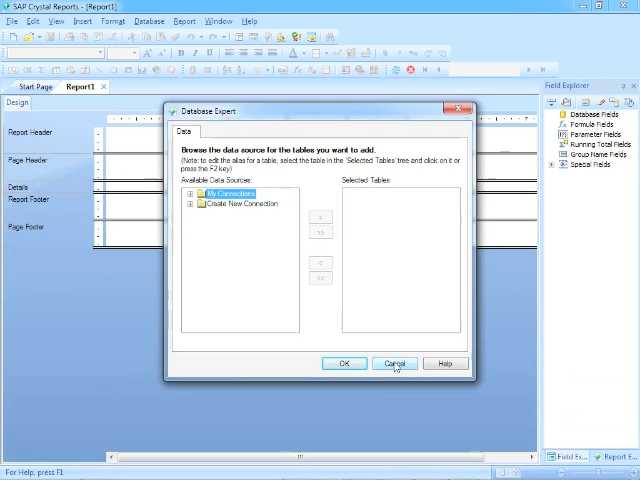 SAP Crystal Reports - [Report1]
File Edit View Insert Format Database Report Window Help
Start Page Report1
Design
Report Header
Page Header
Details
Report Footer
Page Footer
Database Expert
Data
Browse the data source for the tables you want to add.
(Note: to edit the alias for a table, select the table in the 'Selected Tables' tree and click on it or
press the F2 key)
Available Data Sources:
Selected Tables:
My Connections
Create New Connection
>
>>
<
<<
OK Cancel Help
Field Explorer
Database Fields
Formula Fields
Parameter Fields
Running Total Fields
Group Name Fields
Special Fields
Field Ex... Report E...
For Help, press F1